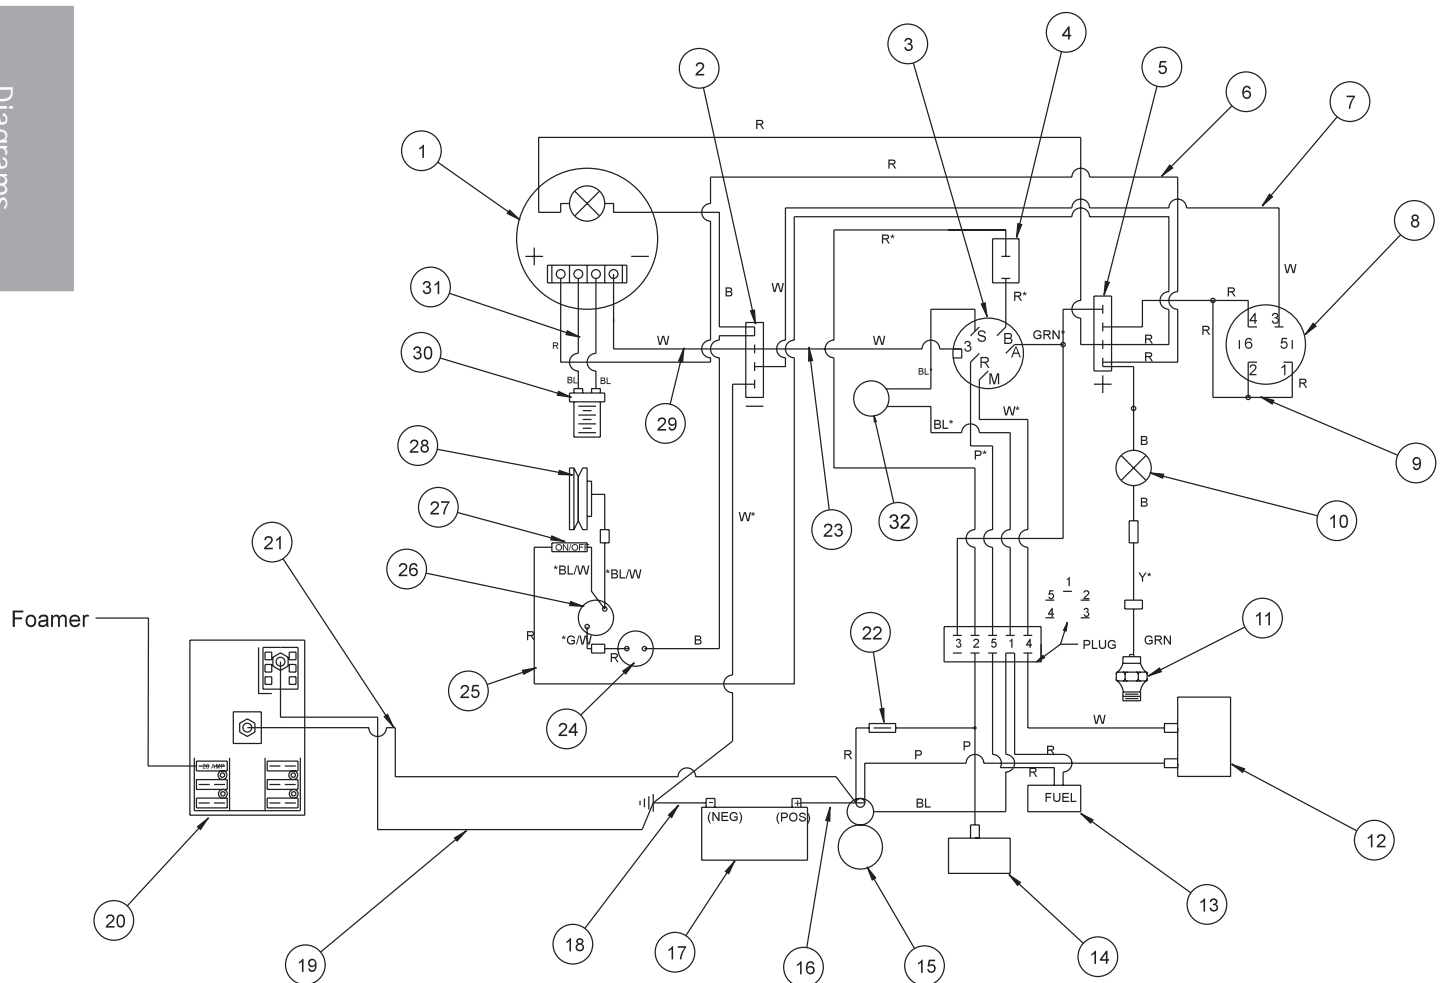 Diagrams
4
3
2
5
6
7
1
R
R
8
R*
W
W
B
R*
R
4
3
S
B
GRN*
A
3
R
6
5
31
W
W
R
R
R
2
1
R
R
M
30
BL
BL
BL*
W*
BL*
P*
29
B
9
28
10
B
32
23
27
W*
21
ON/OFF
*BL/W
*BL/W
26
Y*
1
5
2
4
3
Foamer
11
22
*G/W
B
R
R
3
2
5
1
4
PLUG
GRN
25
24
W
R
P
P
R
R
20 AMP
BL
FUEL
(NEG)
(POS)
12
20
19
18
17
16
15
14
13